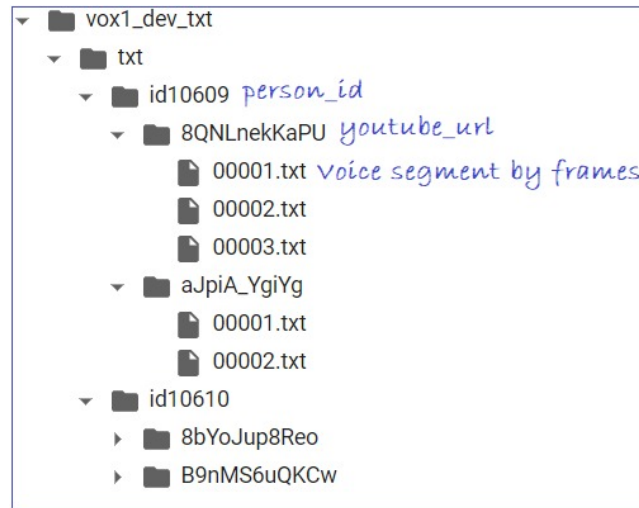 vox1_dev_txt
txt
id10609 person_id
8QNLnekKaPU youtube_url
00001.txt Voice segment by frames
00002.txt
00003.txt
aJpiA_YgiYg
00001.txt
00002.txt
id10610
8bYoJup8Reo
B9nMS6uQKCw